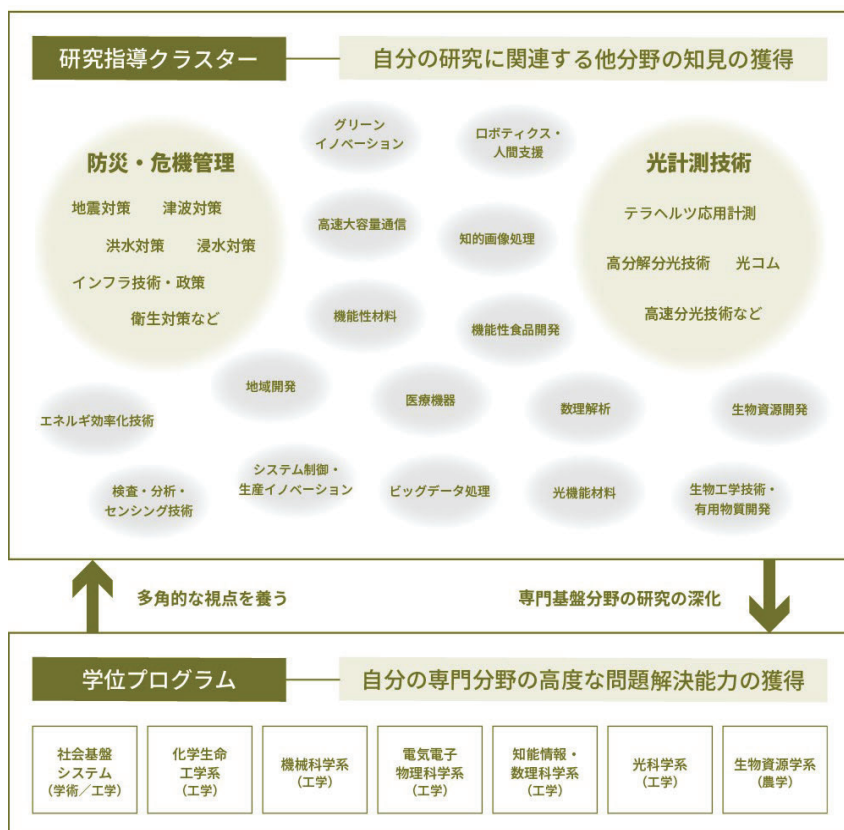 研究指導クラスター
自分の研究に関連する他分野の知見の獲得
防災・危機管理
地震対策　津波対策
洪水対策　浸水対策
インフラ技術・政策
衛生対策など
グリーン
イノベーション
ロボティクス・
人間支援
高速大容量通信
知的画像処理
機能性材料
機能性食品開発
光計測技術
テラヘルツ応用計測
高分解分光技術　光コム
高速分光技術など
エネルギ効率化技術
地域開発
医療機器
数理解析
生物資源開発
検査・分析・
センシング技術
システム制御・
生産イノベーション
ビッグデータ処理
光機能材料
生物工学技術・
有用物質開発
多角的な視点を養う
専門基盤分野の研究の深化
学位プログラム
自分の専門分野の高度な問題解決能力の獲得
社会基盤
システム
(学術／工学)
化学生命
工学系
(工学)
機械科学系
(工学)
電気電子
物理科学系
(工学)
知能情報・
数理科学系
(工学)
光科学系
(工学)
生物資源学系
(農学)